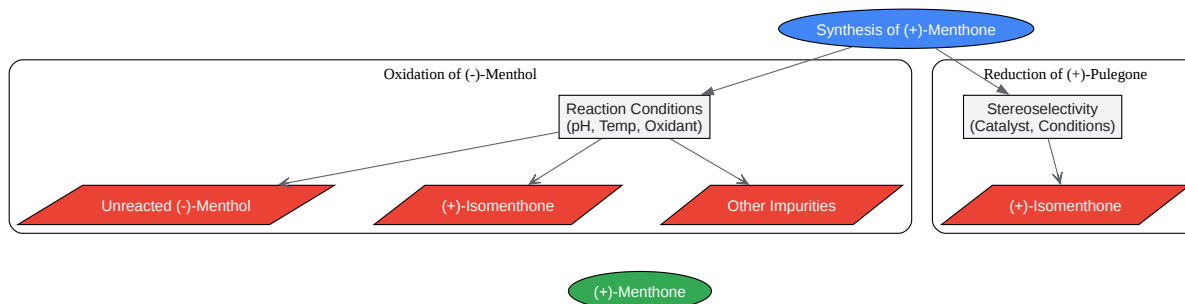 Synthesis of (+)-Menthone
Oxidation of (-)-Menthol
Reduction of (+)-Pulegone
Reaction Conditions
(pH, Temp, Oxidant)
Stereoselectivity
(Catalyst, Conditions)
Unreacted (-)-Menthol
(+)-Isomenthone
Other Impurities
(+)-Isomenthone
(+)-Menthone